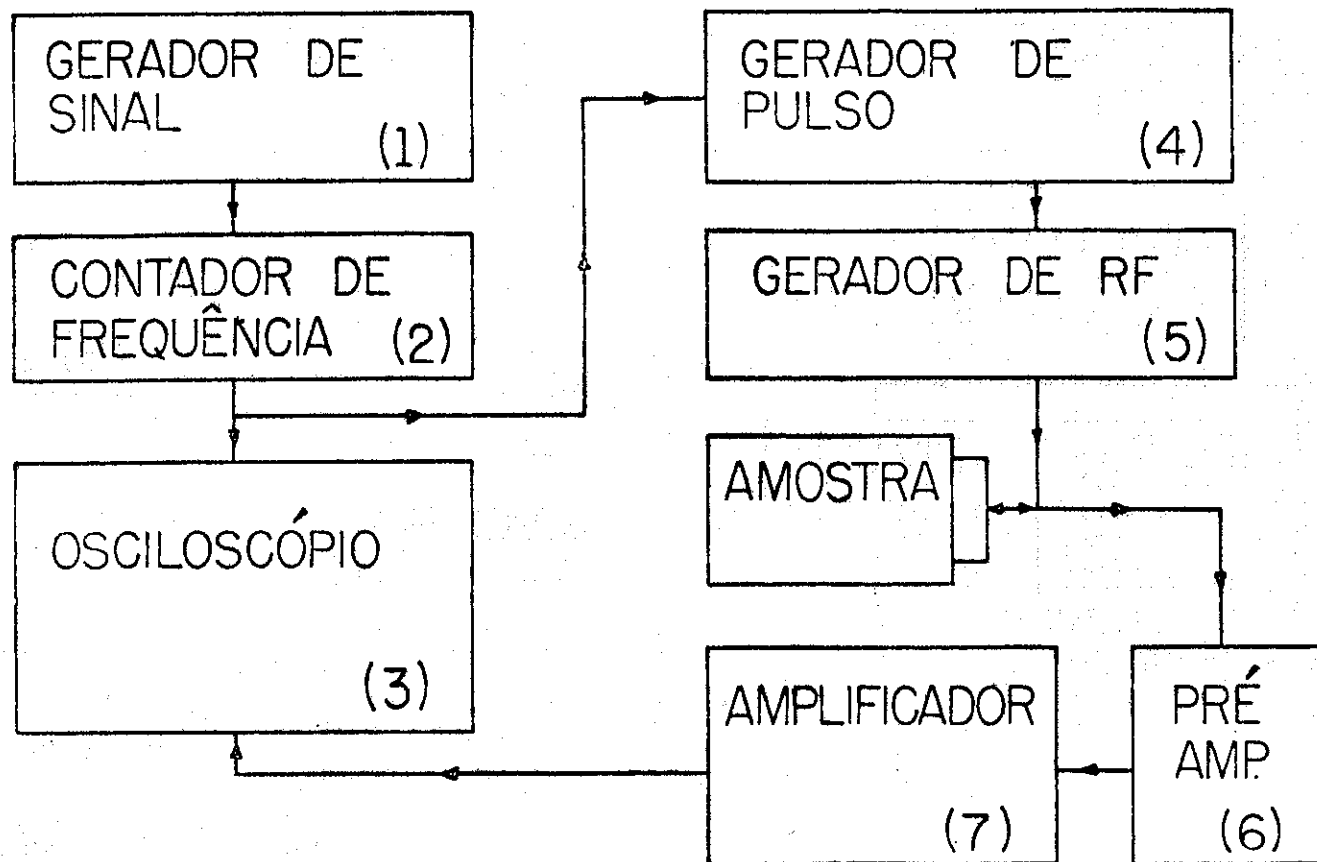 GERADOR DE
SINAL
(1)
CONTADOR DE
FREQUÊNCIA (2)
OSCILOSCÓPIO
(3)
GERADOR DE
PULSO
(4)
GERADOR DE RF
(5)
AMOSTRA
PRÉ
AMP.
(6)
AMPLIFICADOR
(7)